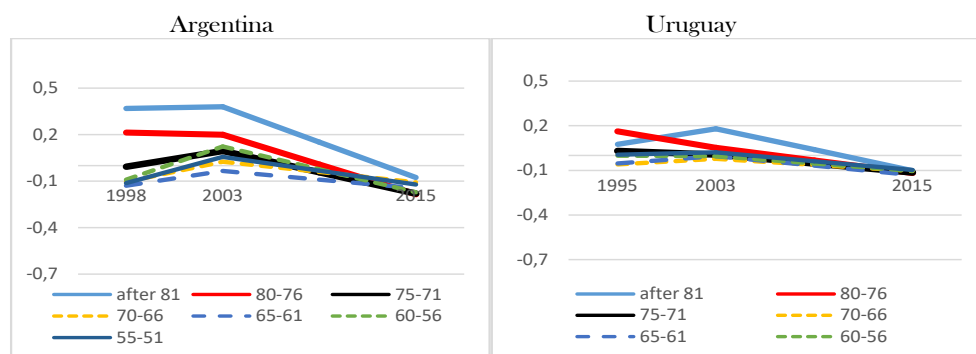 Argentina
0,5
0,2
-0,1
-0,4
-0,7
1998 2003 2015
after 81 80-76 75-71
70-66 65-61 60-56
55-51
Uruguay
0,5
0,2
-0,1
-0,4
-0,7
1995 2003 2015
after 81 80-76
75-71 70-66
65-61 60-56